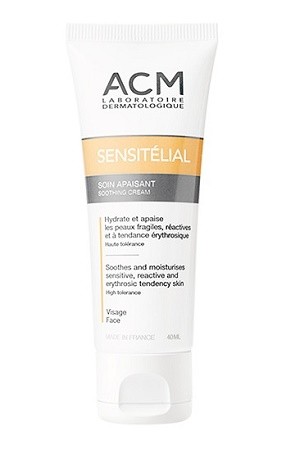 ACM
LABORATOIRE
DERMATOLOGIQUE
SENSITÉLIAL
SOIN APAISANT
SOOTHING CREAM
Hydrate et apaise
les peaux fragiles, réactives
et à tendance érythrosique
Haute tolérance
Soothes and moisturises
sensitive, reactive and
erythrosic tendency skin
High tolerance
Visage
Face
MADE IN FRANCE 40ML